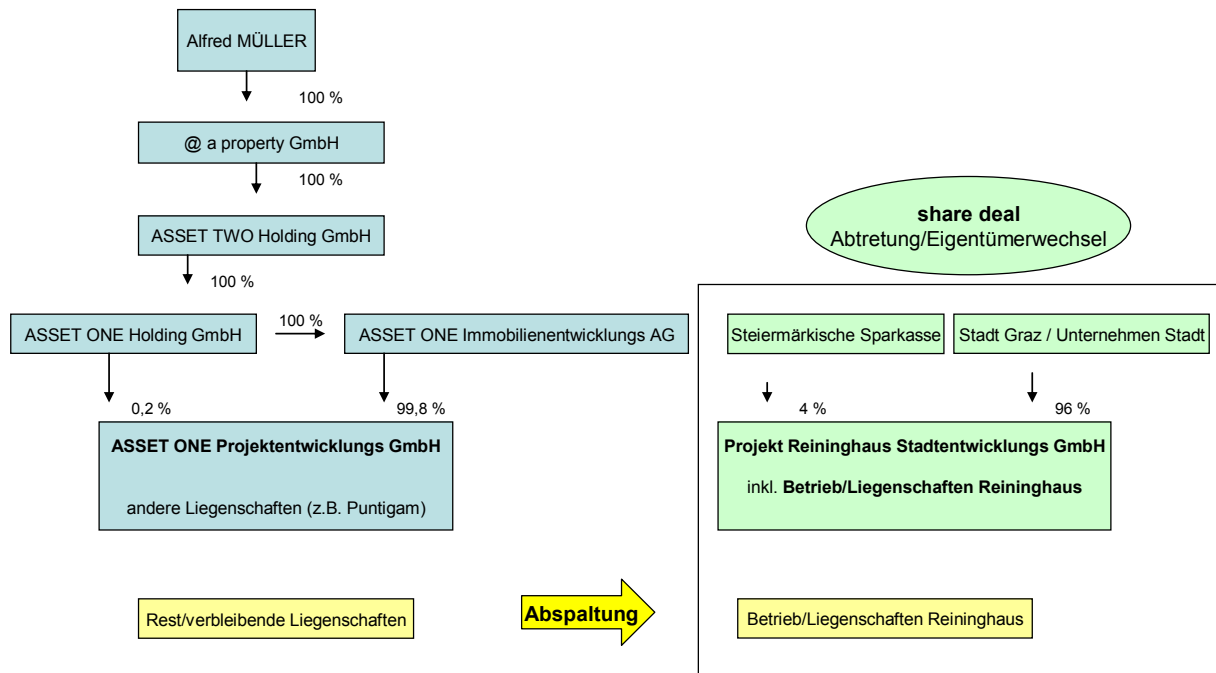 Alfred MÜLLER
100 %
@ a property GmbH
100 %
ASSET TWO Holding GmbH
100 %
ASSET ONE Holding GmbH
100 %
ASSET ONE Immobilienentwicklungs AG
0,2 %
99,8 %
ASSET ONE Projektentwicklungs GmbH
andere Liegenschaften (z.B. Puntigam)
Rest/verbleibende Liegenschaften
Abspaltung
share deal
Abtretung/Eigentümerwechsel
Steiermärkische Sparkasse
Stadt Graz / Unternehmen Stadt
4 %
96 %
Projekt Reininghaus Stadtentwicklungs GmbH
inkl. Betrieb/Liegenschaften Reininghaus
Betrieb/Liegenschaften Reininghaus